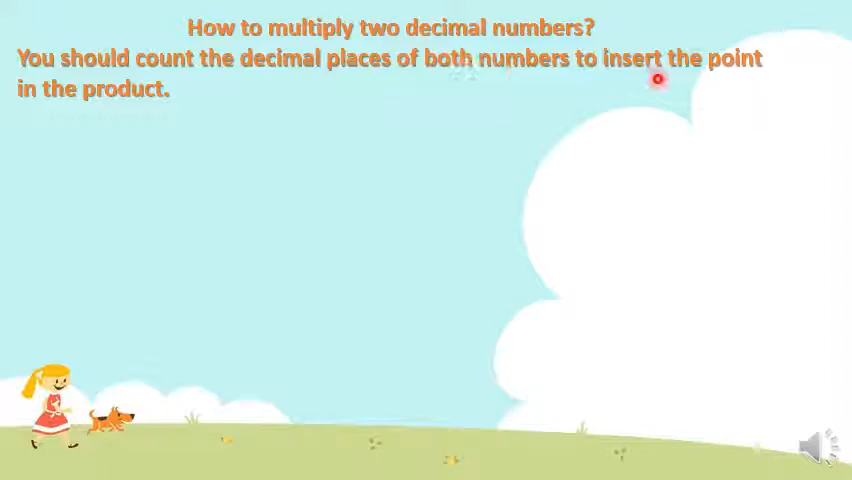 How to multiply two decimal numbers?
You should count the decimal places of both numbers to insert the point
in the product.